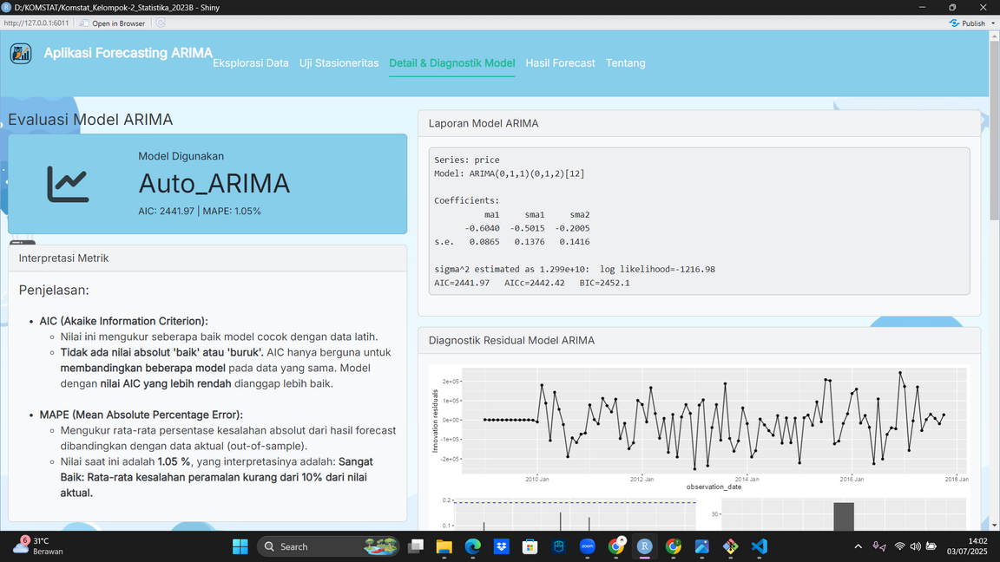 D:/KOMSTAT/Komstat_Kelompok-2_Statistika_2023B - Shiny
http://127.0.0.1:6011
Open in Browser
Publish
Aplikasi Forecasting ARIMA
Eksplorasi Data
Uji Stasioneritas
Detail & Diagnostik Model
Hasil Forecast
Tentang
Evaluasi Model ARIMA
Model Digunakan
Auto_ARIMA
AIC: 2441.97 | MAPE: 1.05%
Interpretasi Metrik
Penjelasan:
AIC (Akaike Information Criterion):
Nilai ini mengukur seberapa baik model cocok dengan data latih.
Tidak ada nilai absolut 'baik' atau 'buruk'. AIC hanya berguna untuk
membandingkan beberapa model pada data yang sama. Model
dengan nilai AIC yang lebih rendah dianggap lebih baik.
MAPE (Mean Absolute Percentage Error):
Mengukur rata-rata persentase kesalahan absolut dari hasil forecast
dibandingkan dengan data aktual (out-of-sample).
Nilai saat ini adalah 1.05 %, yang interpretasinya adalah: Sangat
Baik: Rata-rata kesalahan peramalan kurang dari 10% dari nilai
aktual.
Laporan Model ARIMA
Series: price
Model: ARIMA(0,1,1)(0,1,2)[12]
Coefficients:
ma1 sma1 sma2
-0.6040 -0.5015 -0.2005
s.e. 0.0865 0.1376 0.1416
sigma^2 estimated as 1.299e+10: log likelihood=-1216.98
AIC=2441.97 AICc=2442.42 BIC=2452.1
Diagnostik Residual Model ARIMA
Innovation residuals
2e+05
1e+05
0e+00
-1e+05
-2e+05
2010 Jan
2012 Jan
2014 Jan
2016 Jan
2018 Jan
observation_date
0.2
0.1
30
6
31°C
Berawan
Search
zoom
14:02
03/07/2025